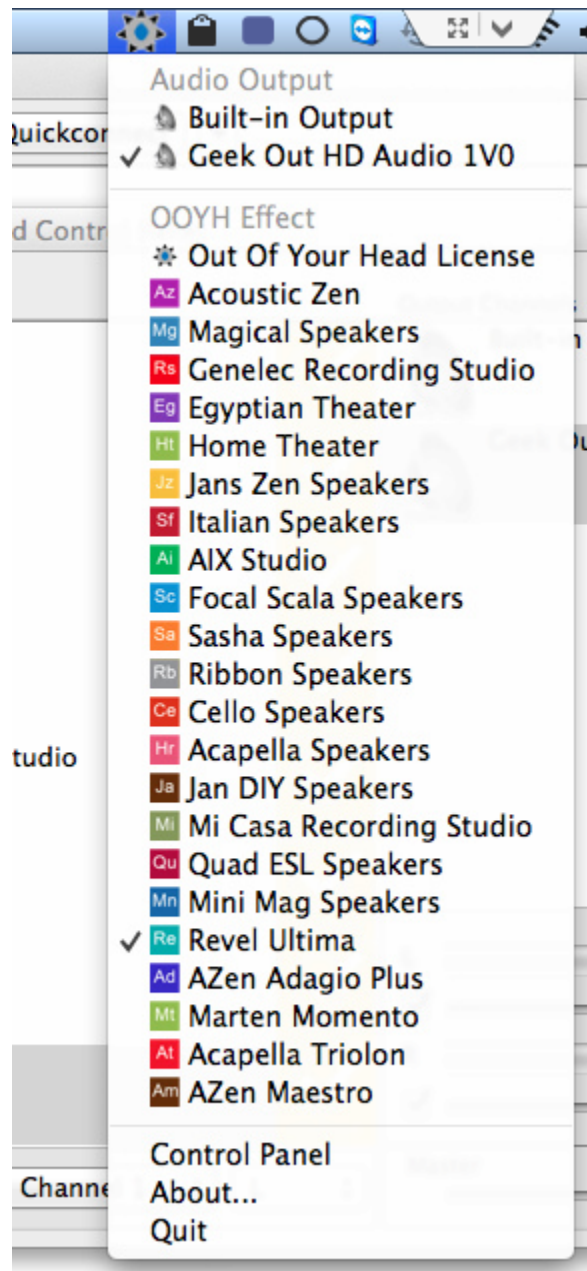 Audio Output
Built-in Output
✓ Geek Out HD Audio 1V0
OOYH Effect
Out Of Your Head License
Az Acoustic Zen
Mg Magical Speakers
Rs Genelec Recording Studio
Eg Egyptian Theater
Ht Home Theater
Jz Jans Zen Speakers
Sf Italian Speakers
Ai AIX Studio
Sc Focal Scala Speakers
Sa Sasha Speakers
Rb Ribbon Speakers
Ce Cello Speakers
Hr Acapella Speakers
Ja Jan DIY Speakers
Mi Mi Casa Recording Studio
Qu Quad ESL Speakers
Mn Mini Mag Speakers
✓ Re Revel Ultima
Ad AZen Adagio Plus
Mt Marten Momento
At Acapella Triolon
Am AZen Maestro
Control Panel
About...
Quit
Quickcon
d Contr
tudio
Channe